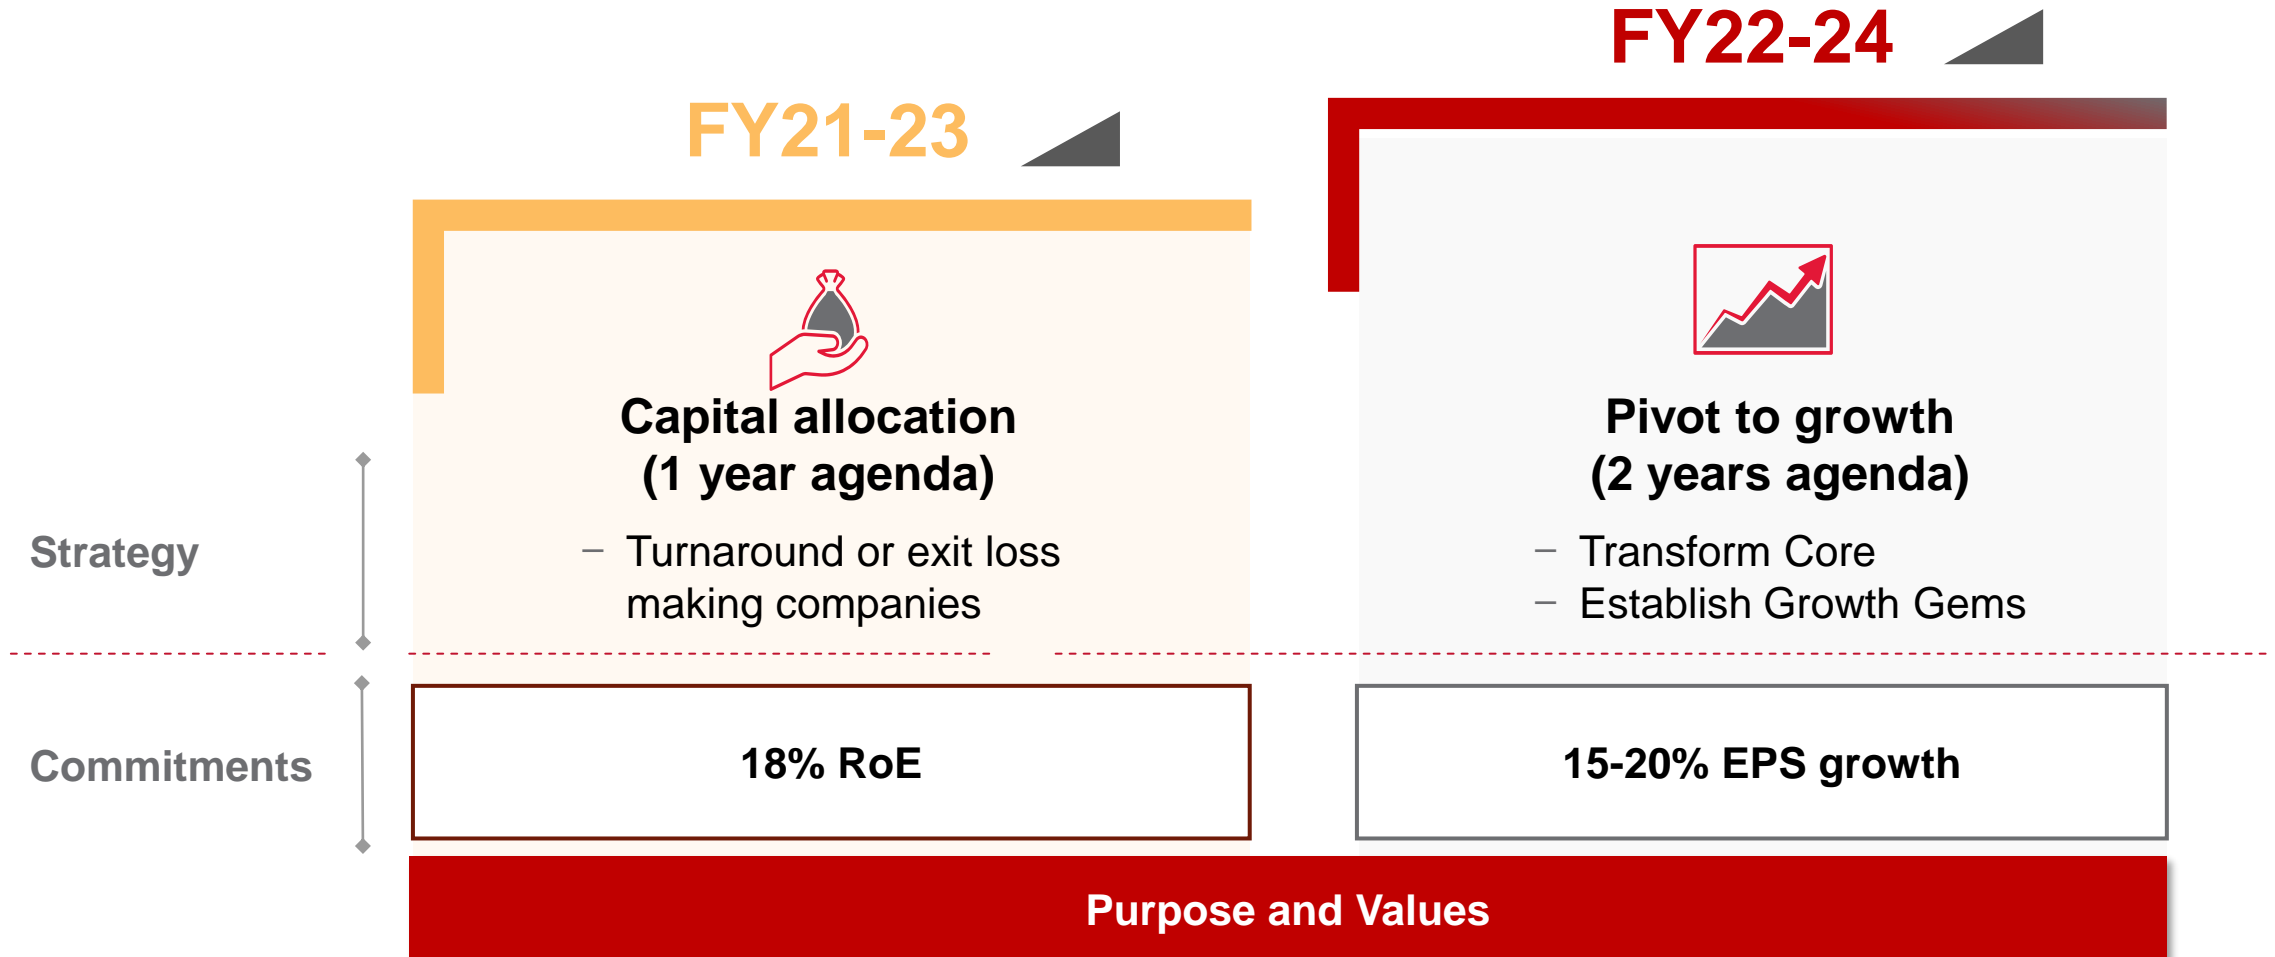 FY22-24
FY21-23
Capital allocation
(1 year agenda)
Pivot to growth
(2 years agenda)
Strategy
– Turnaround or exit loss
making companies
– Transform Core
– Establish Growth Gems
Commitments
18% RoE
15-20% EPS growth
Purpose and Values